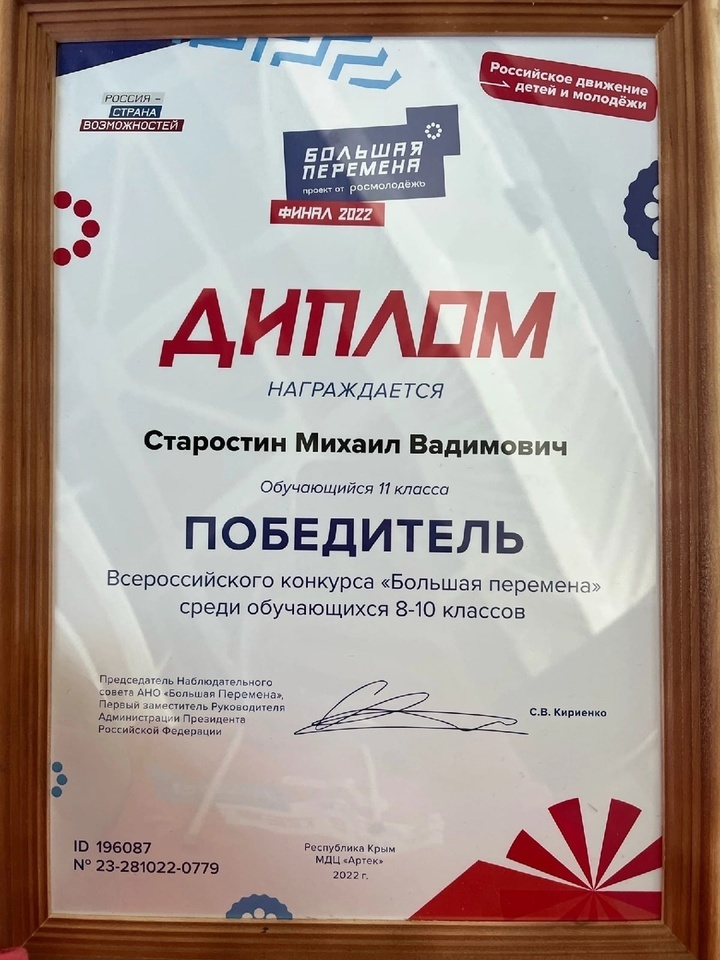 РОССИЯ –
СТРАНА
ВОЗМОЖНОСТЕЙ
Российское движение
детей и молодёжи
БОЛЬШАЯ
ПЕРЕМЕНА
проект от росмолодёжь
ФИНАЛ 2022
ДИПЛОМ
НАГРАЖДАЕТСЯ
Старостин Михаил Вадимович
Обучающийся 11 класса
ПОБЕДИТЕЛЬ
Всероссийского конкурса «Большая перемена»
среди обучающихся 8-10 классов
Председатель Наблюдательного
совета АНО «Большая Перемена»,
Первый заместитель Руководителя
Администрации Президента
Российской Федерации
С.В. Кириенко
ID 196087
№ 23-281022-0779
Республика Крым
МДЦ «Артек»
2022 г.